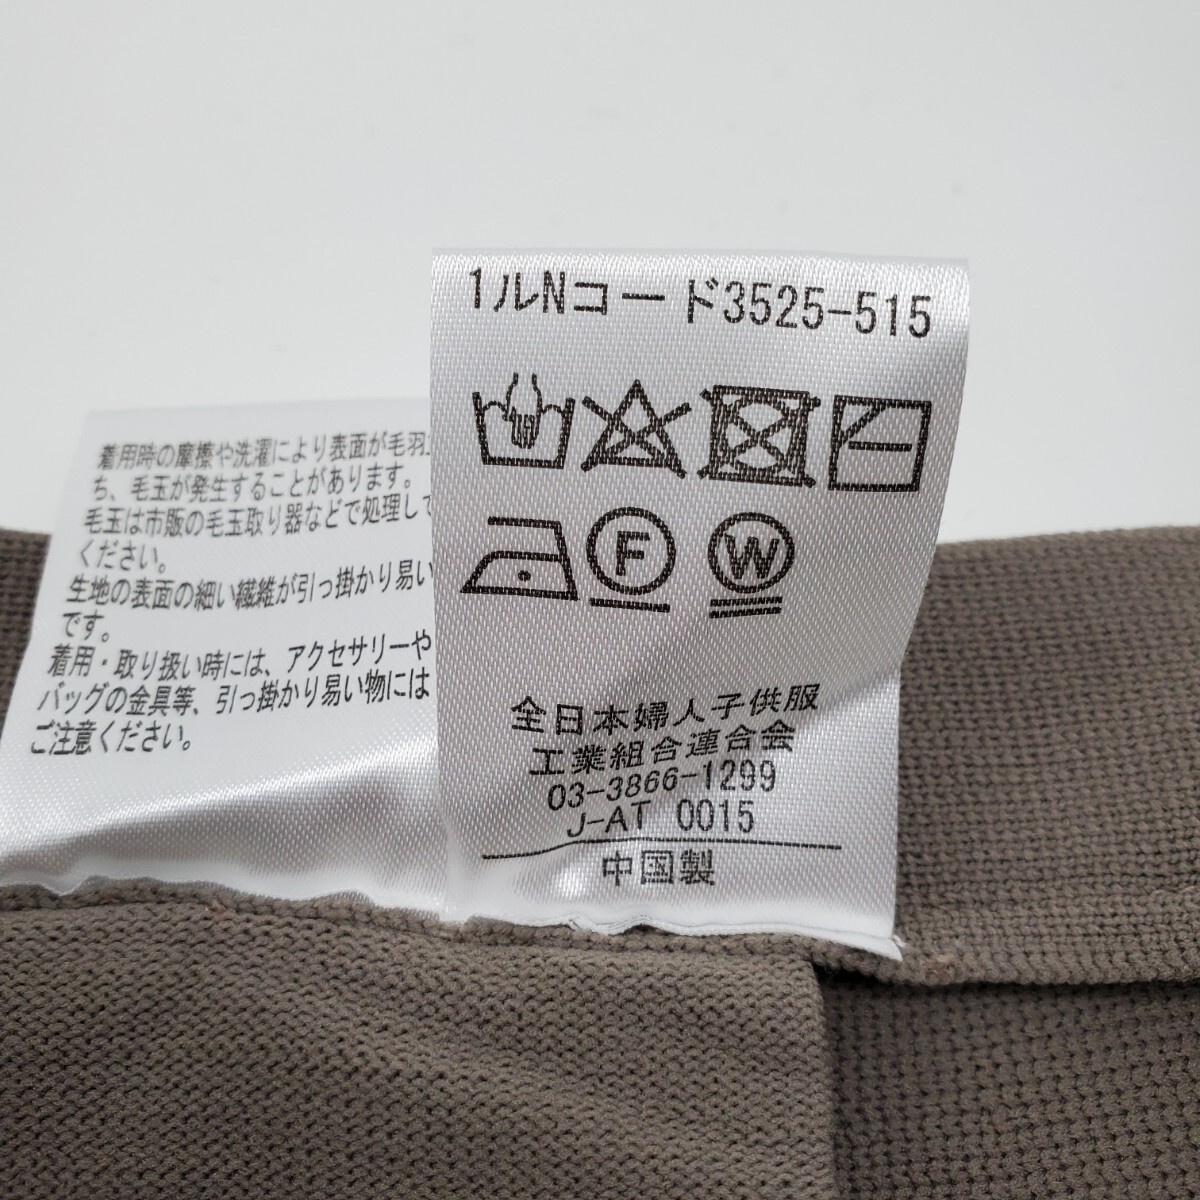 1ルNコード3525-515
F
W
全日本婦人子供服
工業組合連合会
03-3866-1299
J-AT 0015
中国製
着用時の摩擦や洗濯により表面が毛羽立
ち、毛玉が発生することがあります。
毛玉は市販の毛玉取り器などで処理して
ください。
生地の表面の細い繊維が引っ掛かり易い
です。
着用・取り扱い時には、アクセサリーや
バッグの金具等、引っ掛かり易い物には
ご注意ください。